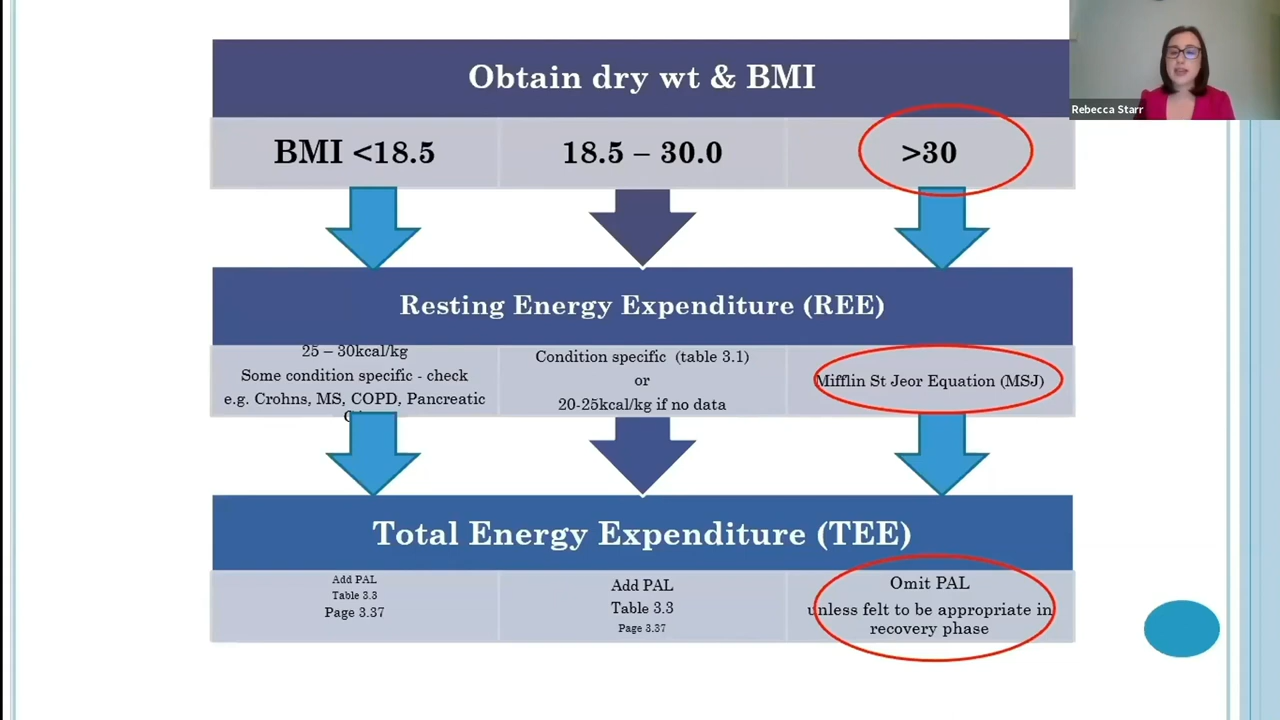 Obtain dry wt & BMI
Rebecca Starr
BMI <18.5
18.5 – 30.0
>30
Resting Energy Expenditure (REE)
25 – 30kcal/kg
Some condition specific - check
e.g. Crohns, MS, COPD, Pancreatic
Condition specific (table 3.1)
or
20-25kcal/kg if no data
Mifflin St Jeor Equation (MSJ)
Total Energy Expenditure (TEE)
Add PAL
Table 3.3
Page 3.37
Add PAL
Table 3.3
Page 3.37
Omit PAL
unless felt to be appropriate in
recovery phase